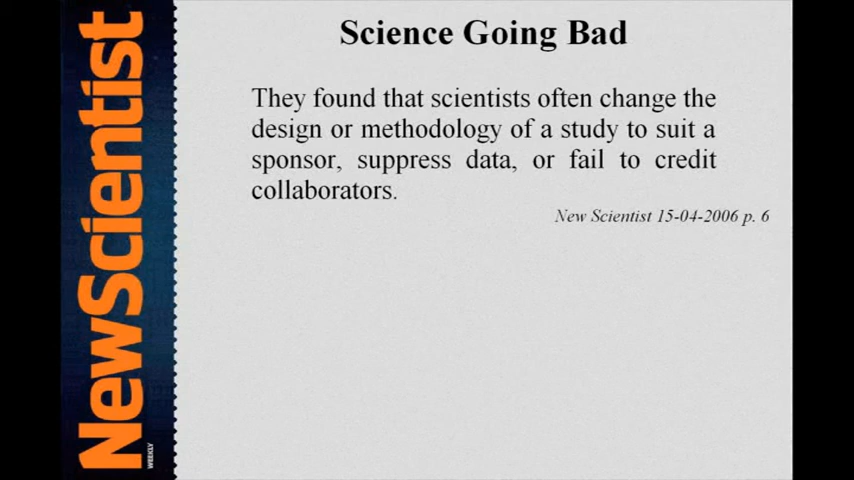 Science Going Bad
They found that scientists often change the
design or methodology of a study to suit a
sponsor, suppress data, or fail to credit
collaborators.
New Scientist 15-04-2006 p. 6
NewScientist
WEEKLY